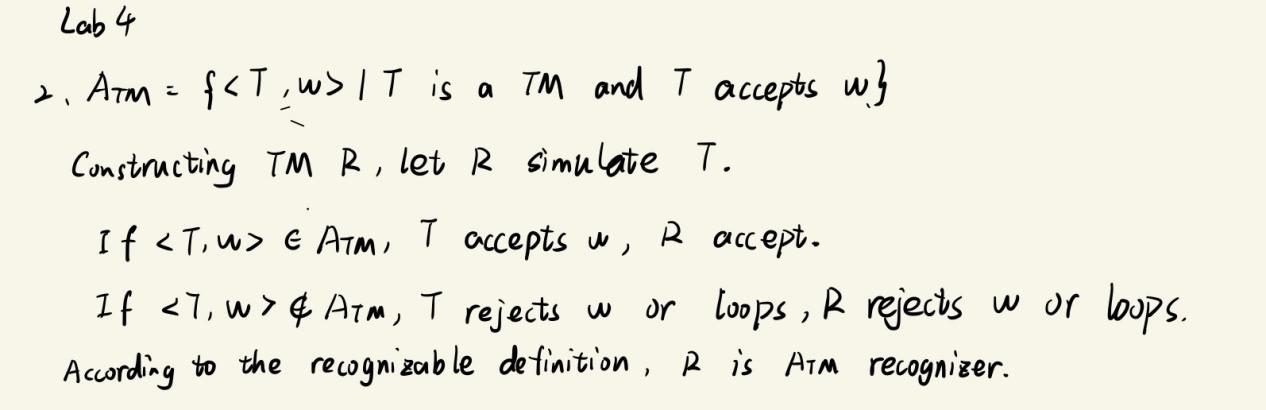 Lab 4
2. ATM = {<T, w> | T is a TM and T accepts w}
Constructing TM R, let R simulate T.
If <T, w> ∈ ATM, T accepts w, R accept.
If <T, w> ∉ ATM, T rejects w or loops, R rejects w or loops.
According to the recognizable definition, R is ATM recognizer.